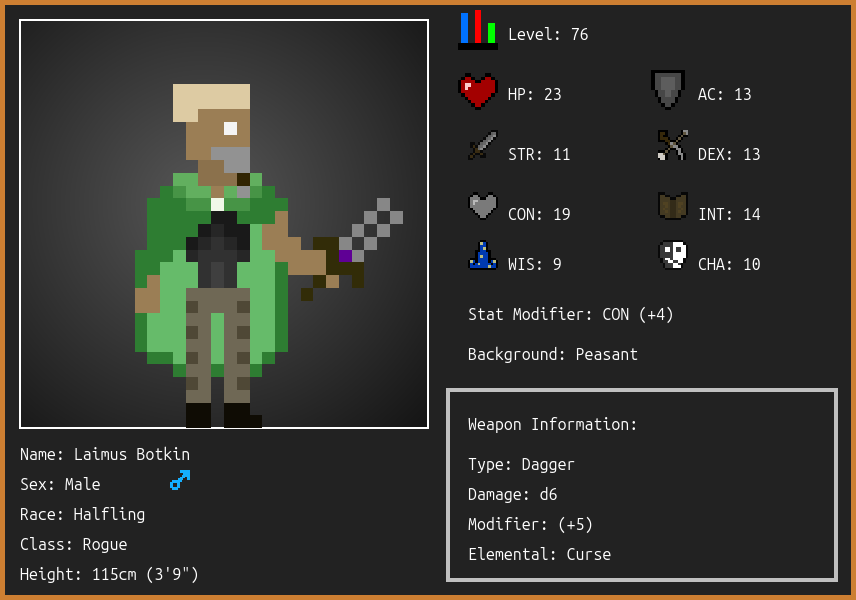 Level: 76
HP: 23
AC: 13
STR: 11
DEX: 13
CON: 19
INT: 14
WIS: 9
CHA: 10
Stat Modifier: CON (+4)
Background: Peasant
Weapon Information:
Type: Dagger
Damage: d6
Modifier: (+5)
Elemental: Curse
Name: Laimus Botkin
Sex: Male
Race: Halfling
Class: Rogue
Height: 115cm (3'9")